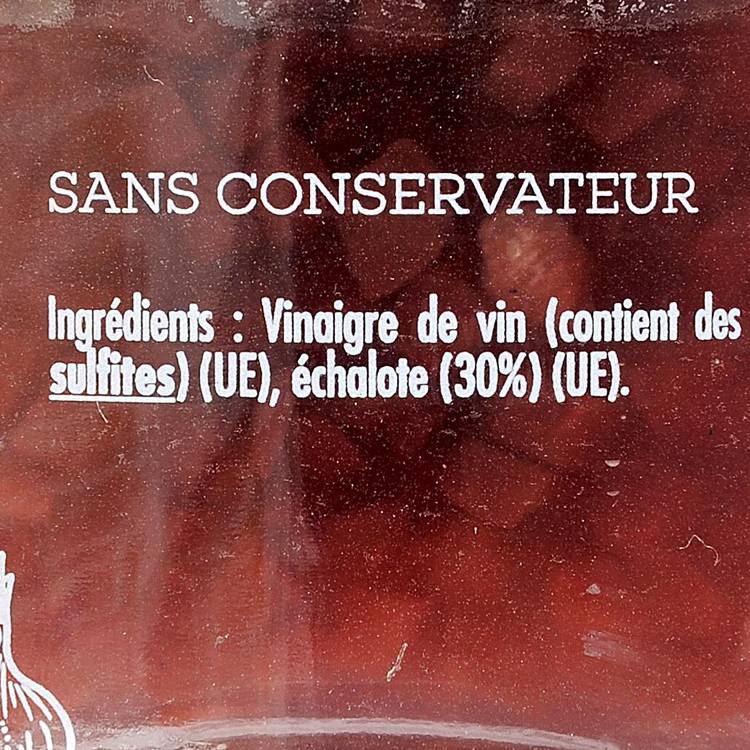 SANS CONSERVATEUR
Ingrédients : Vinaigre de vin (contient des
sulfites) (UE), échalote (30%) (UE).